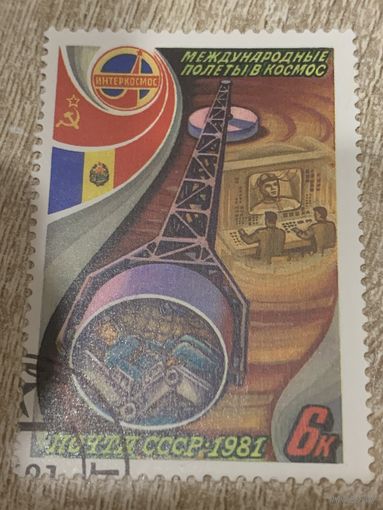 ИНТЕРКОСМОС
МЕЖДУНАРОДНЫЕ
ПОЛЕТЫ В КОСМОС
ПОЧТА СССР·1981
6к